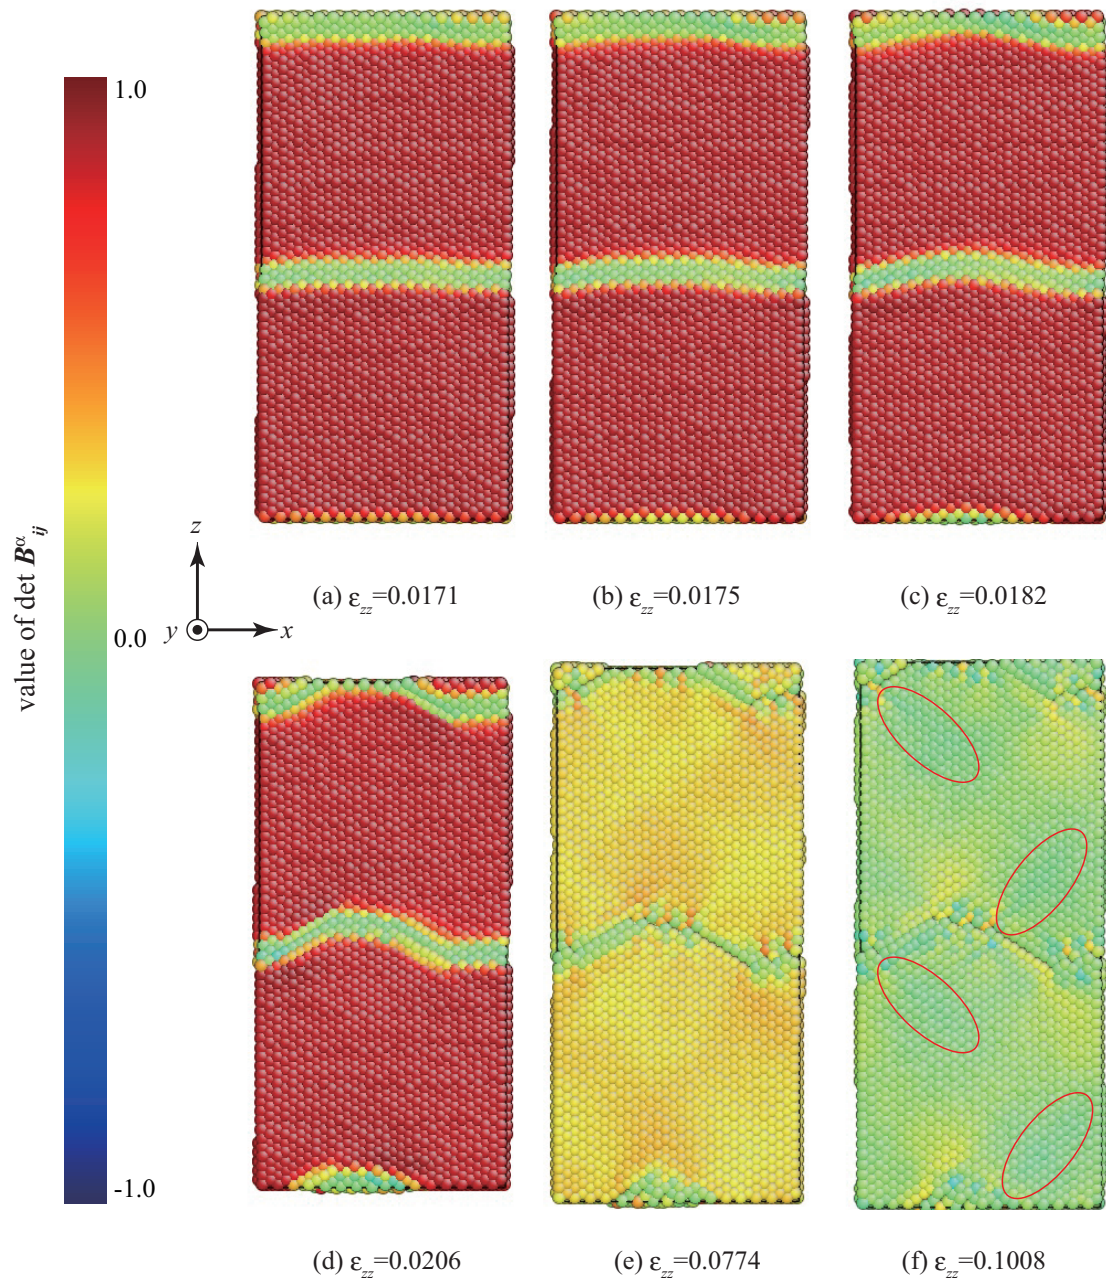 1.0
0.0
-1.0
value of det B^α_ij
z
y
x
(a) ε_zz=0.0171
(b) ε_zz=0.0175
(c) ε_zz=0.0182
(d) ε_zz=0.0206
(e) ε_zz=0.0774
(f) ε_zz=0.1008